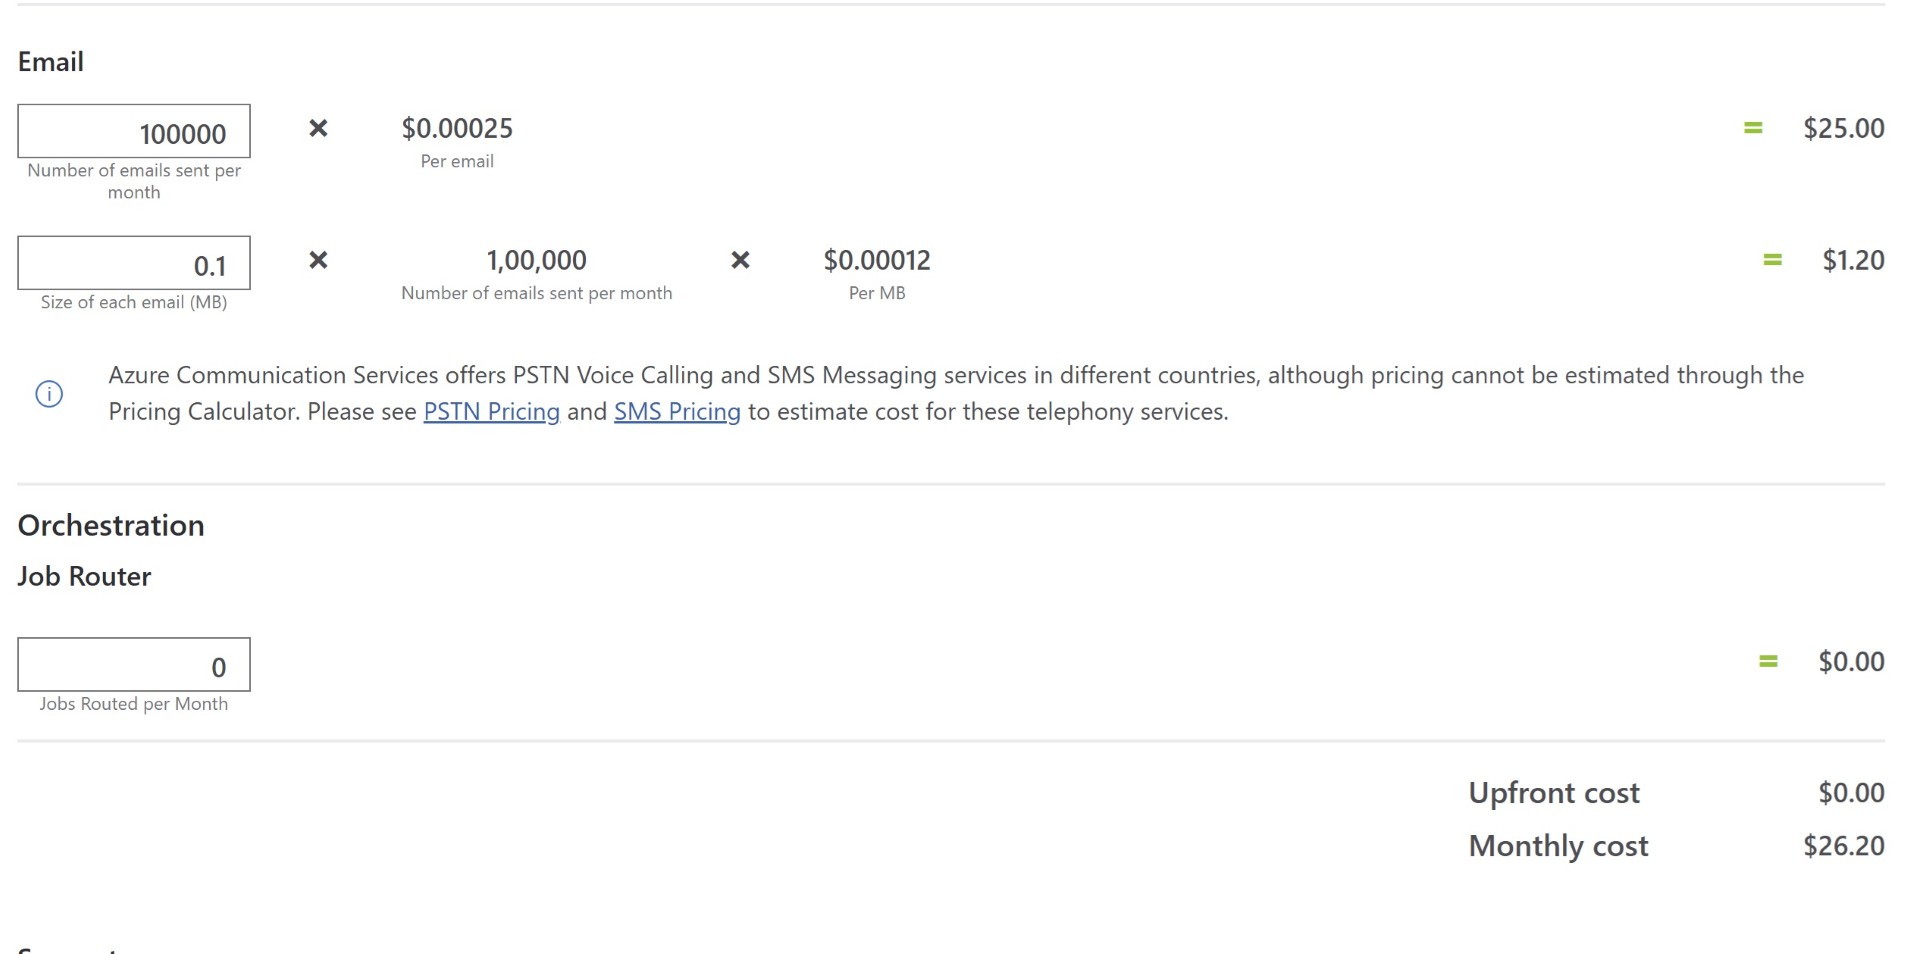 Email
100000 × $0.00025 = $25.00
Number of emails sent per
month
Per email
0.1 × 1,00,000 × $0.00012 = $1.20
Size of each email (MB) Number of emails sent per month Per MB
Azure Communication Services offers PSTN Voice Calling and SMS Messaging services in different countries, although pricing cannot be estimated through the
Pricing Calculator. Please see PSTN Pricing and SMS Pricing to estimate cost for these telephony services.
Orchestration
Job Router
0 = $0.00
Jobs Routed per Month
Upfront cost $0.00
Monthly cost $26.20